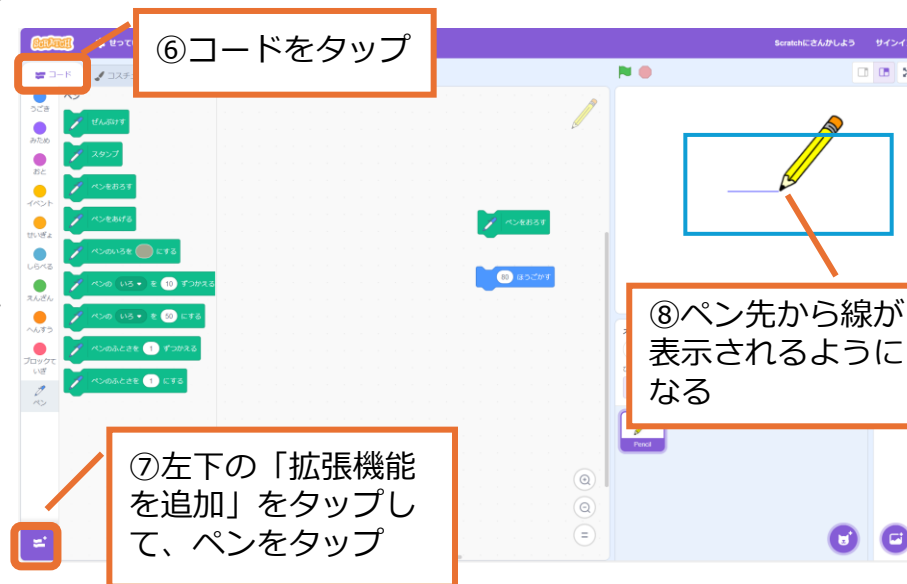 SCRATCH
⑥コードをタップ
Scratchにさんかしよう
サインイ
コード
コスチ
ペン
うごき
みため
おと
イベント
せいぎょ
しらべる
えんざん
へんすう
ブロックて
いぎ
ペン
ぜんぶけす
スタンプ
ペンをおろす
ペンをあげる
ペンのいろを にする
ペンの いろ を 10 ずつかえる
ペンの いろ を 50 にする
ペンのふとさを 1 ずつかえる
ペンのふとさを 1 にする
ペンをおろす
80 ほうごかす
⑧ペン先から線が
表示されるように
なる
Pencil
⑦左下の「拡張機能
を追加」をタップし
て、ペンをタップ